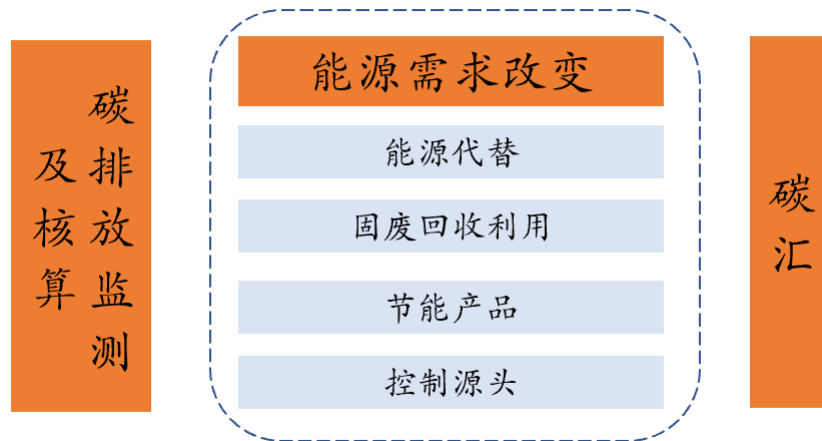 碳排放监测
及核算
能源需求改变
能源代替
固废回收利用
节能产品
控制源头
碳汇